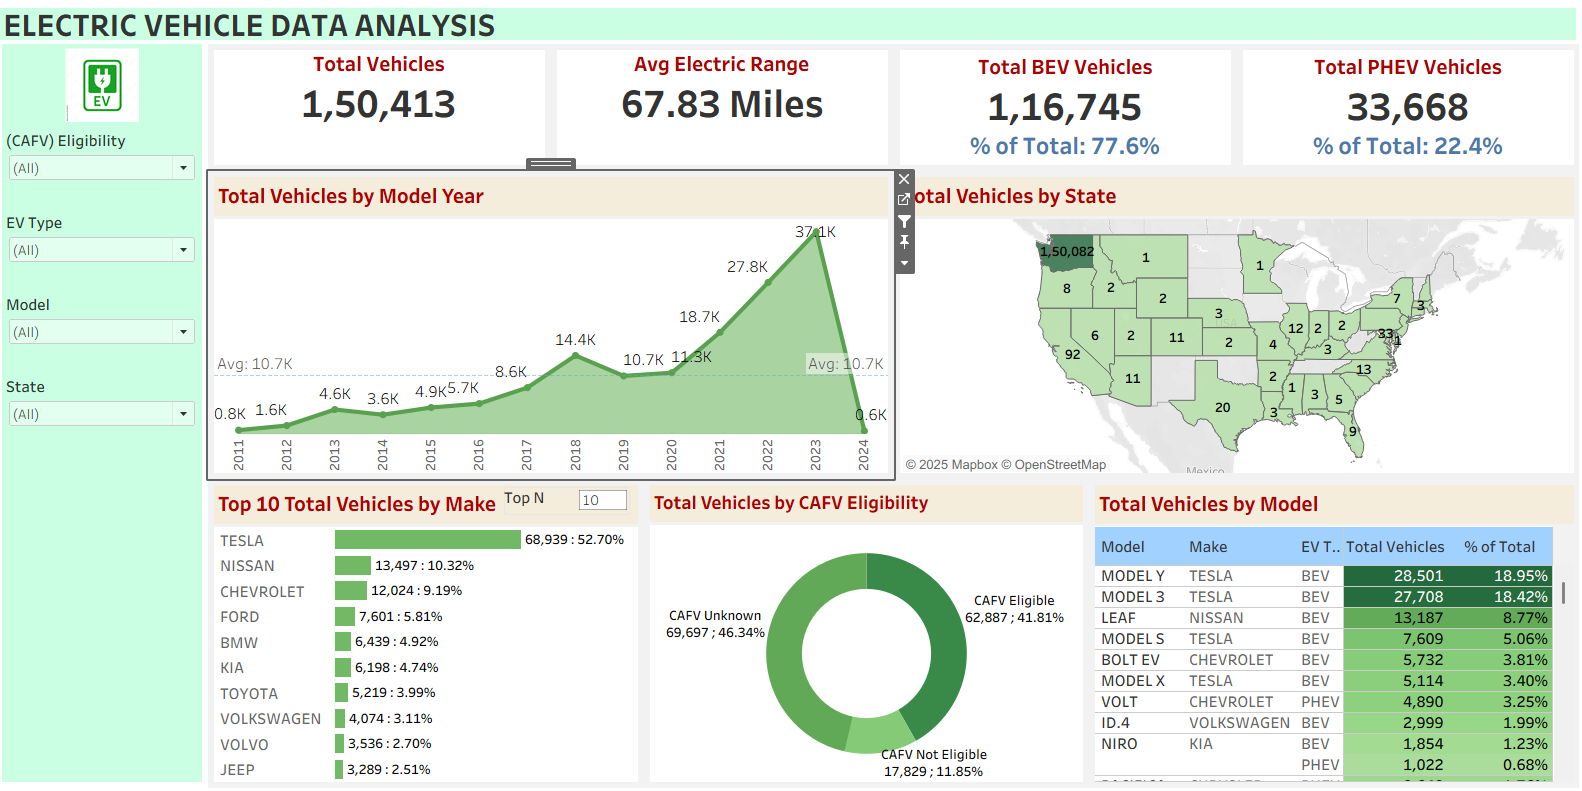 ELECTRIC VEHICLE DATA ANALYSIS
EV
(CAFV) Eligibility
(All)
EV Type
(All)
Model
(All)
State
(All)
Total Vehicles
1,50,413
Avg Electric Range
67.83 Miles
Total BEV Vehicles
1,16,745
% of Total: 77.6%
Total PHEV Vehicles
33,668
% of Total: 22.4%
Total Vehicles by Model Year
37.1K
27.8K
18.7K
14.4K
10.7K 11.3K
Avg: 10.7K
Avg: 10.7K
8.6K
4.6K
3.6K
4.9K 5.7K
0.8K 1.6K
0.6K
2011 2012 2013 2014 2015 2016 2017 2018 2019 2020 2021 2022 2023 2024
otal Vehicles by State
1,50,082
1
1
8
2
2
7
3
3
6
2
11
2
12
2
2
33
1
92
4
3
11
2
13
20
1
3
5
3
9
USA
Mexico
© 2025 Mapbox © OpenStreetMap
Top 10 Total Vehicles by Make
Top N
10
TESLA 68,939 : 52.70%
NISSAN 13,497 : 10.32%
CHEVROLET 12,024 : 9.19%
FORD 7,601 : 5.81%
BMW 6,439 : 4.92%
KIA 6,198 : 4.74%
TOYOTA 5,219 : 3.99%
VOLKSWAGEN 4,074 : 3.11%
VOLVO 3,536 : 2.70%
JEEP 3,289 : 2.51%
Total Vehicles by CAFV Eligibility
CAFV Unknown
69,697 ; 46.34%
CAFV Eligible
62,887 ; 41.81%
CAFV Not Eligible
17,829 ; 11.85%
Total Vehicles by Model
Model Make EV T.. Total Vehicles % of Total
MODEL Y TESLA BEV 28,501 18.95%
MODEL 3 TESLA BEV 27,708 18.42%
LEAF NISSAN BEV 13,187 8.77%
MODEL S TESLA BEV 7,609 5.06%
BOLT EV CHEVROLET BEV 5,732 3.81%
MODEL X TESLA BEV 5,114 3.40%
VOLT CHEVROLET PHEV 4,890 3.25%
ID.4 VOLKSWAGEN BEV 2,999 1.99%
NIRO KIA BEV 1,854 1.23%
PHEV 1,022 0.68%